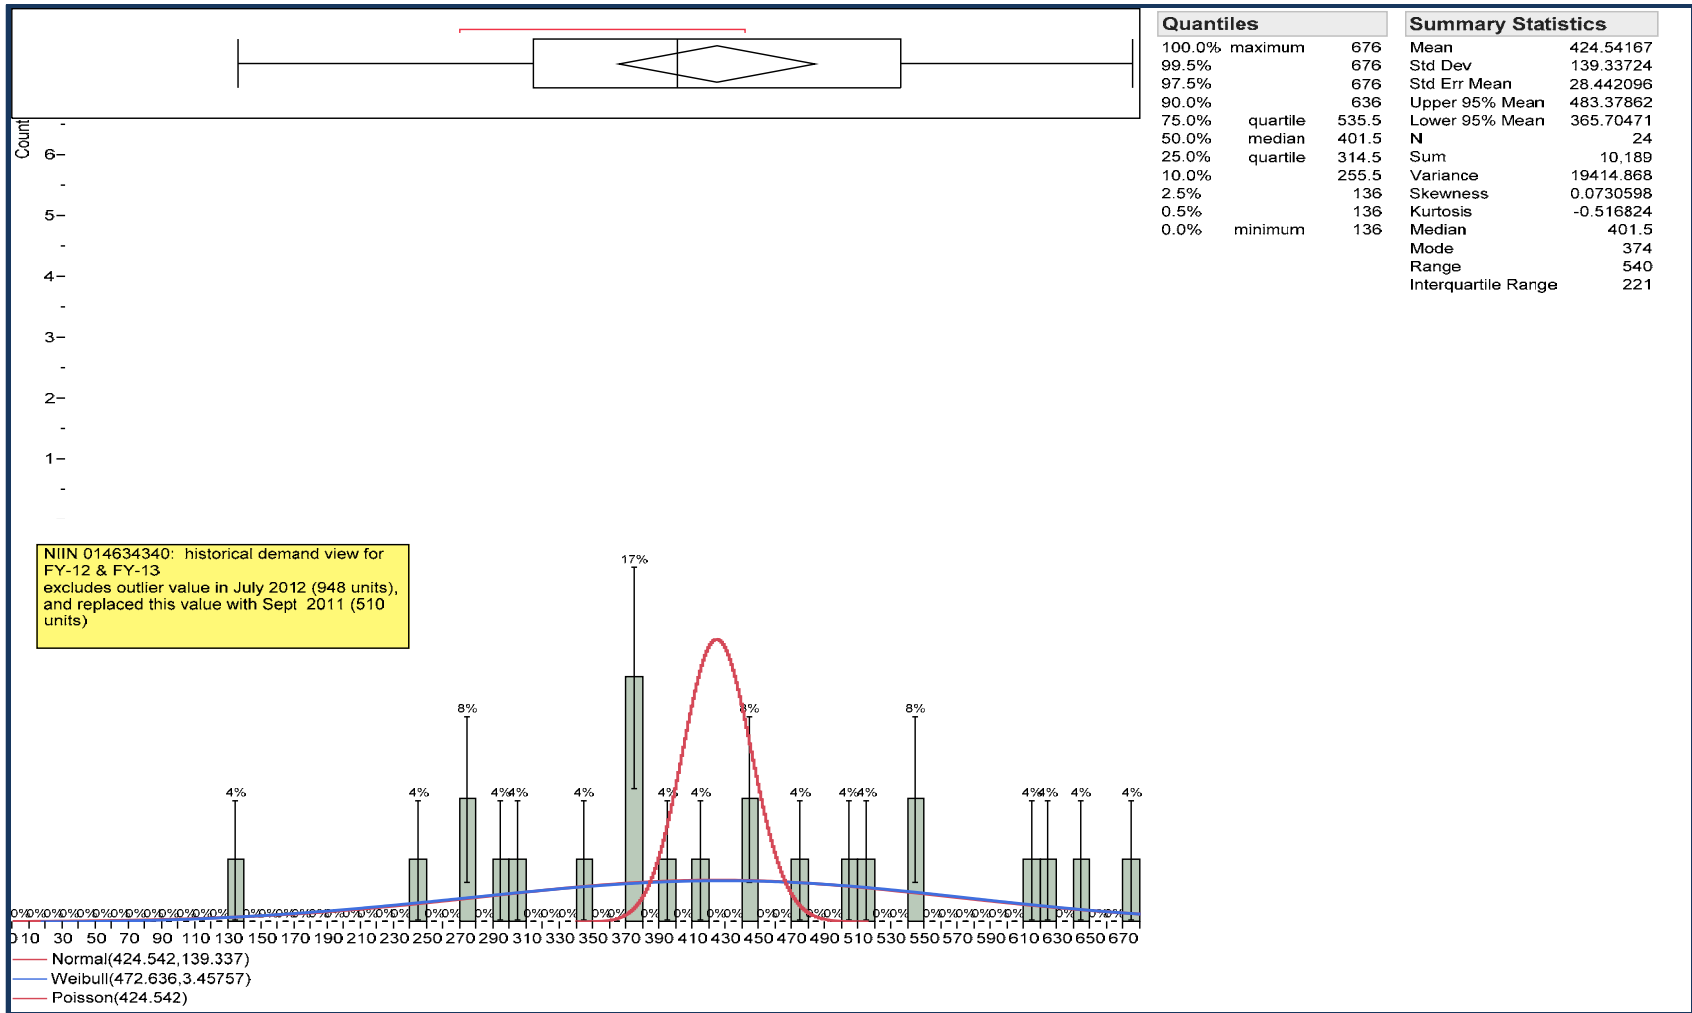 Quantiles
100.0% maximum 676
99.5% 676
97.5% 676
90.0% 636
75.0% quartile 535.5
50.0% median 401.5
25.0% quartile 314.5
10.0% 255.5
2.5% 136
0.5% 136
0.0% minimum 136
Summary Statistics
Mean 424.54167
Std Dev 139.33724
Std Err Mean 28.442096
Upper 95% Mean 483.37862
Lower 95% Mean 365.70471
N 24
Sum 10,189
Variance 19414.868
Skewness 0.0730598
Kurtosis -0.516824
Median 401.5
Mode 374
Range 540
Interquartile Range 221
Count
6
5
4
3
2
1
NIIN 014634340: historical demand view for
FY-12 & FY-13
excludes outlier value in July 2012 (948 units),
and replaced this value with Sept 2011 (510
units)
17%
8% 8% 8%
4% 4% 4% 4% 4% 4% 4% 4% 4% 4% 4% 4% 4% 4%
0 10 30 50 70 90 110 130 150 170 190 210 230 250 270 290 310 330 350 370 390 410 430 450 470 490 510 530 550 570 590 610 630 650 670
Normal(424.542,139.337)
Weibull(472.636,3.45757)
Poisson(424.542)